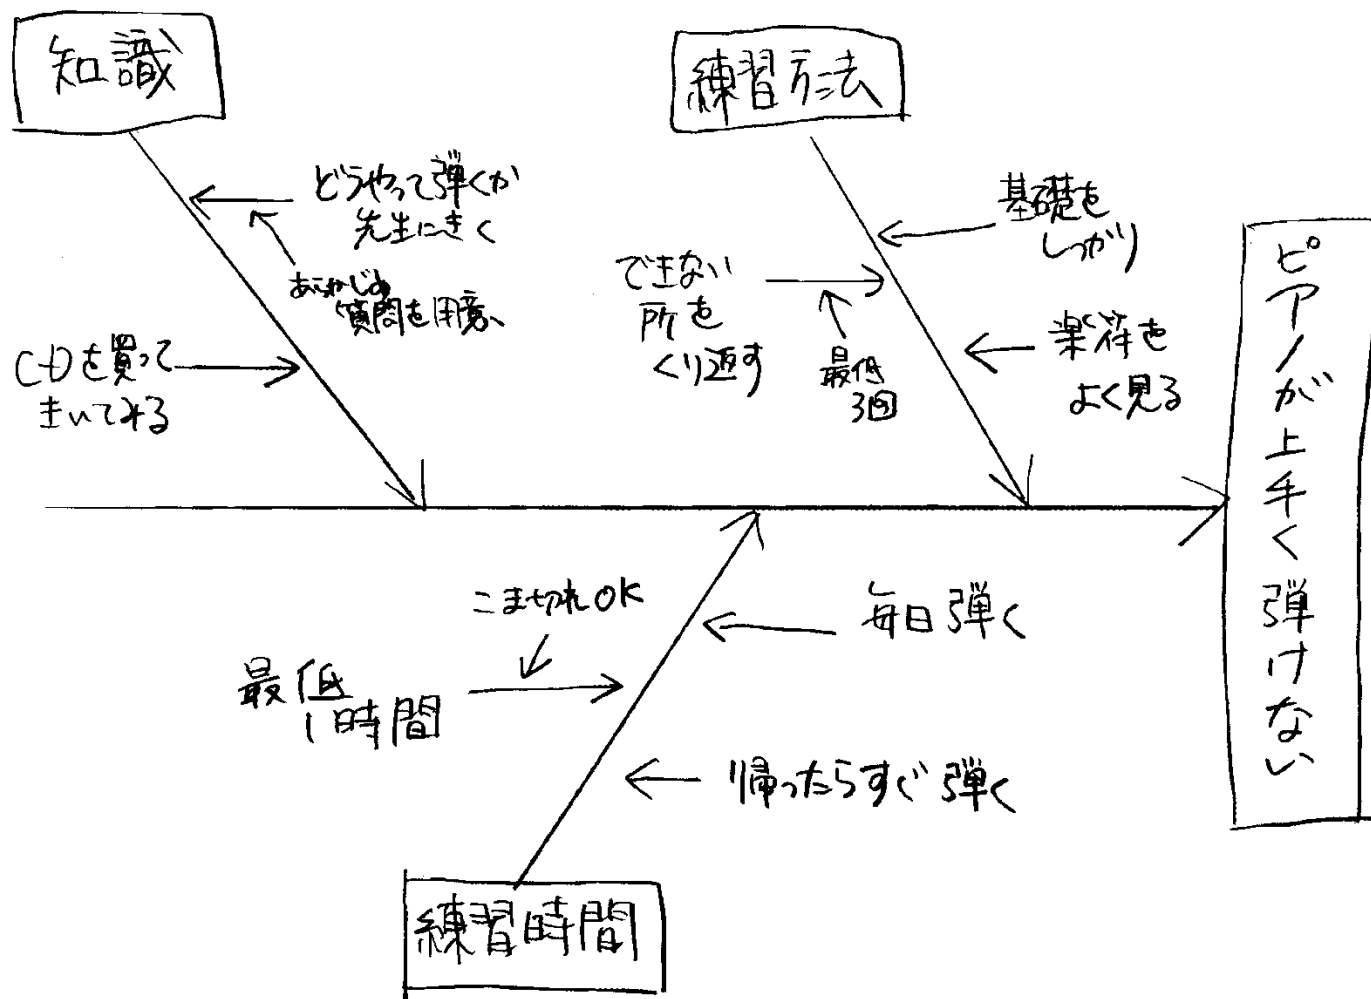 知識
練習方法
どうやって弾くか
先生にきく
あらかじめ
質問を用意
CDを買って
きいてみる
基礎を
しっかり
できない
所を
くり返す
最低
3回
楽譜を
よく見る
ピアノが上手く弾けない
こま切れOK
毎日弾く
最低
1時間
帰ったらすぐ弾く
練習時間